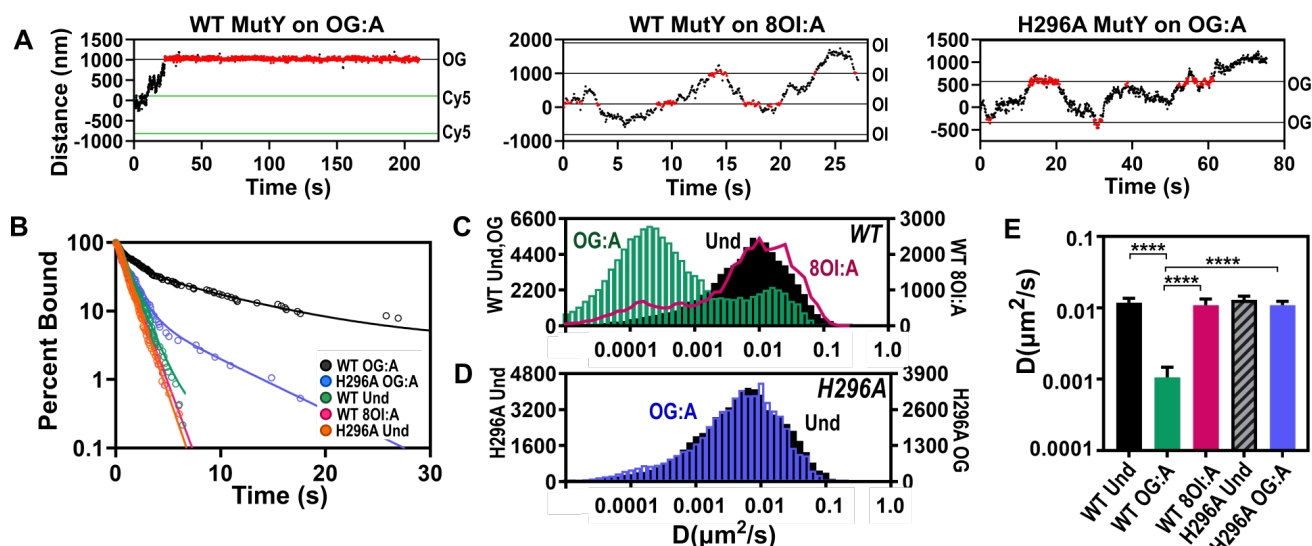 A
WT MutY on OG:A
Distance (nm)
1500
1000
500
0
-500
-1000
OG
Cy5
Cy5
0 50 100 150 200
Time (s)
WT MutY on 8OI:A
2000
1000
0
-1000
OI
OI
OI
OI
0 5 10 15 20 25
Time (s)
H296A MutY on OG:A
1500
1000
500
0
-500
OG
OG
0 20 40 60 80
Time (s)
B
Percent Bound
100
10
1
0.1
WT OG:A
H296A OG:A
WT Und
WT 8OI:A
H296A Und
0 10 20 30
Time (s)
C
WT Und,OG
6600
4400
2200
0
OG:A
Und
8OI:A
WT
3000
2000
1000
0
WT 8OI:A
0.0001 0.001 0.01 0.1 1.0
D
H296A Und
4800
3200
1600
0
OG:A
Und
H296A
3900
2600
1300
0
H296A OG
0.0001 0.001 0.01 0.1 1.0
D(μm²/s)
E
D(μm²/s)
0.1
0.01
0.001
0.0001
****
****
****
WT Und
WT OG:A
WT 8OI:A
H296A Und
H296A OG:A